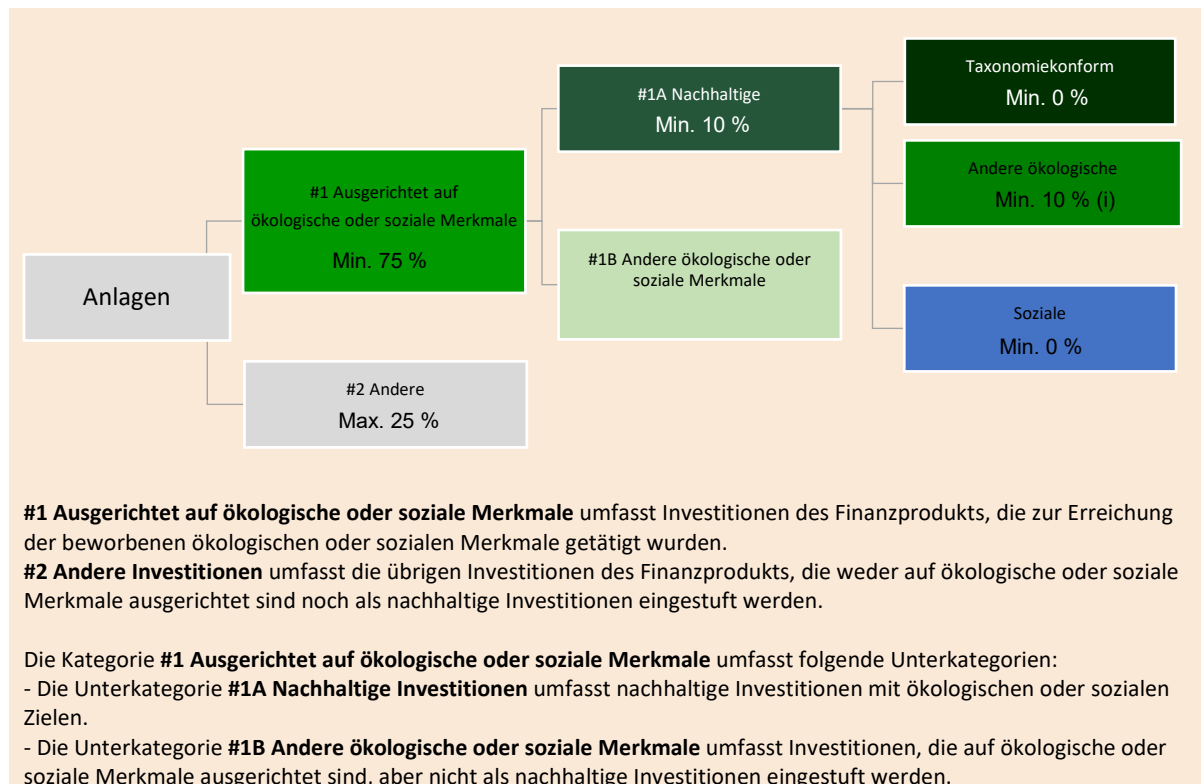 Taxonomiekonform
Min. 0 %
#1A Nachhaltige
Min. 10 %
#1 Ausgerichtet auf
ökologische oder soziale Merkmale
Min. 75 %
Andere ökologische
Min. 10 % (i)
#1B Andere ökologische oder
soziale Merkmale
Anlagen
Soziale
Min. 0 %
#2 Andere
Max. 25 %
#1 Ausgerichtet auf ökologische oder soziale Merkmale umfasst Investitionen des Finanzprodukts, die zur Erreichung
der beworbenen ökologischen oder sozialen Merkmale getätigt wurden.
#2 Andere Investitionen umfasst die übrigen Investitionen des Finanzprodukts, die weder auf ökologische oder soziale
Merkmale ausgerichtet sind noch als nachhaltige Investitionen eingestuft werden.
Die Kategorie #1 Ausgerichtet auf ökologische oder soziale Merkmale umfasst folgende Unterkategorien:
- Die Unterkategorie #1A Nachhaltige Investitionen umfasst nachhaltige Investitionen mit ökologischen oder sozialen
Zielen.
- Die Unterkategorie #1B Andere ökologische oder soziale Merkmale umfasst Investitionen, die auf ökologische oder
soziale Merkmale ausgerichtet sind, aber nicht als nachhaltige Investitionen eingestuft werden.